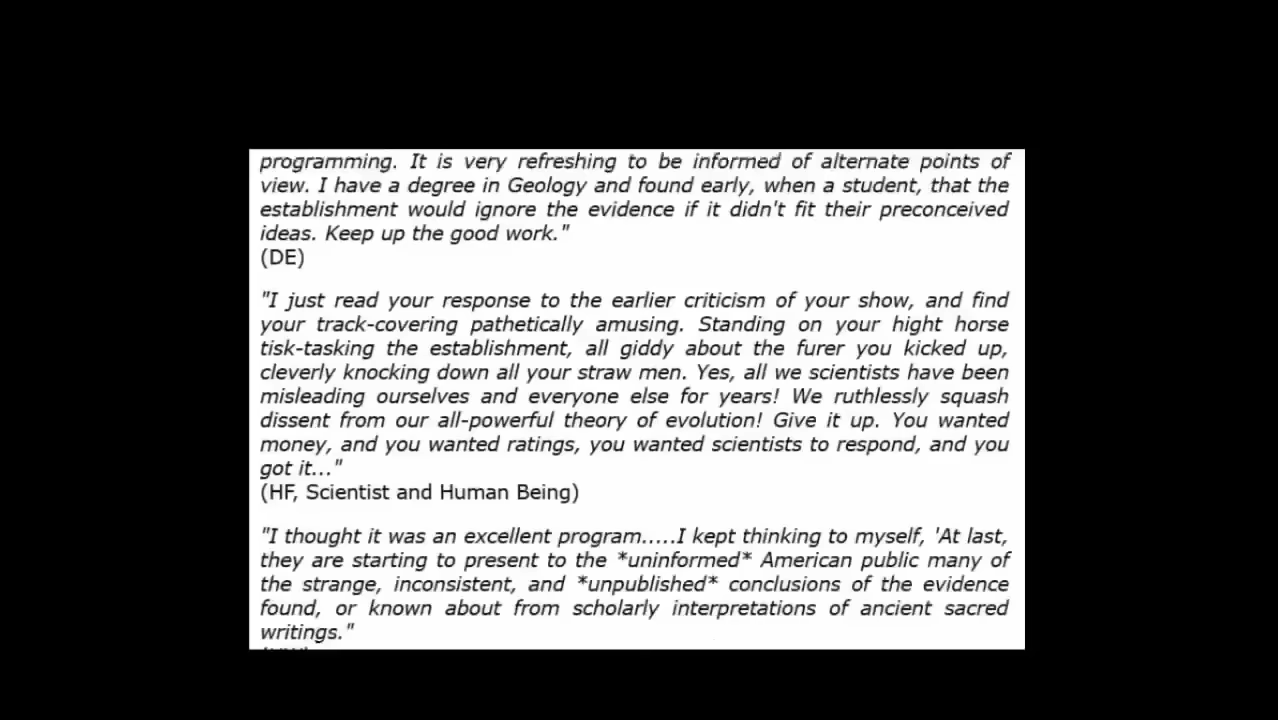 programming. It is very refreshing to be informed of alternate points of
view. I have a degree in Geology and found early, when a student, that the
establishment would ignore the evidence if it didn't fit their preconceived
ideas. Keep up the good work."
(DE)
"I just read your response to the earlier criticism of your show, and find
your track-covering pathetically amusing. Standing on your hight horse
tisk-tasking the establishment, all giddy about the furer you kicked up,
cleverly knocking down all your straw men. Yes, all we scientists have been
misleading ourselves and everyone else for years! We ruthlessly squash
dissent from our all-powerful theory of evolution! Give it up. You wanted
money, and you wanted ratings, you wanted scientists to respond, and you
got it..."
(HF, Scientist and Human Being)
"I thought it was an excellent program.....I kept thinking to myself, 'At last,
they are starting to present to the *uninformed* American public many of
the strange, inconsistent, and *unpublished* conclusions of the evidence
found, or known about from scholarly interpretations of ancient sacred
writings."